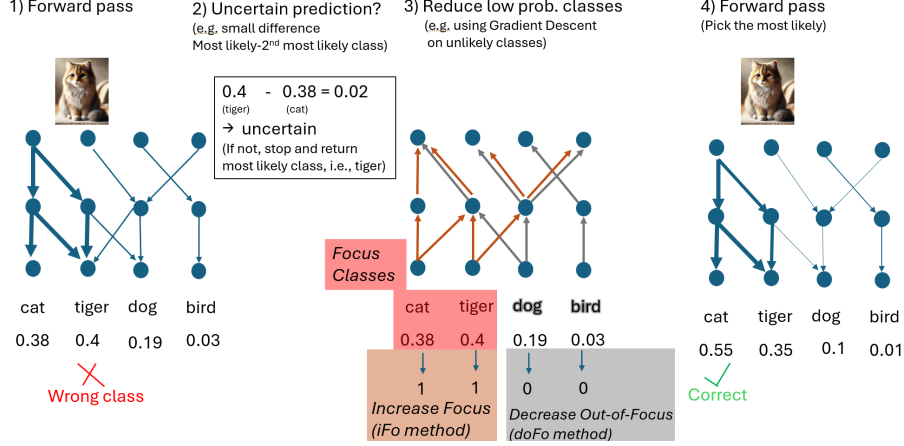 1) Forward pass
2) Uncertain prediction?
(e.g. small difference
Most likely-2nd most likely class)
0.4 - 0.38 = 0.02
(tiger) (cat)
→ uncertain
(If not, stop and return
most likely class, i.e., tiger)
cat tiger dog bird
0.38 0.4 0.19 0.03
Wrong class
3) Reduce low prob. classes
(e.g. using Gradient Descent
on unlikely classes)
Focus
Classes
cat tiger dog bird
0.38 0.4 0.19 0.03
1 1 0 0
Increase Focus
(iFo method)
Decrease Out-of-Focus
(doFo method)
4) Forward pass
(Pick the most likely)
cat tiger dog bird
0.55 0.35 0.1 0.01
Correct